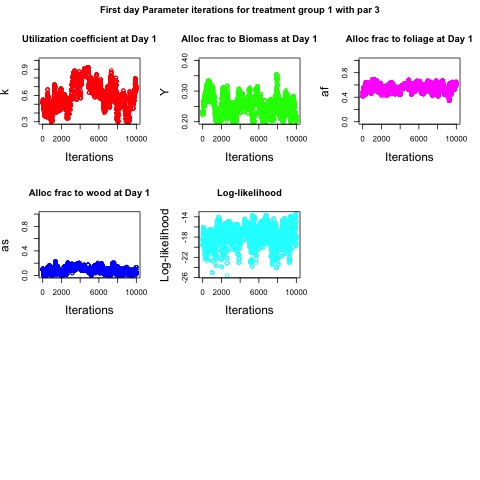 First day Parameter iterations for treatment group 1 with par 3
Utilization coefficient at Day 1
k
0.3 0.5 0.7 0.9
0 2000 6000 10000
Iterations
Alloc frac to Biomass at Day 1
Y
0.20 0.30 0.40
0 2000 6000 10000
Iterations
Alloc frac to foliage at Day 1
af
0.0 0.4 0.8
0 2000 6000 10000
Iterations
Alloc frac to wood at Day 1
as
0.0 0.4 0.8
0 2000 6000 10000
Iterations
Log-likelihood
Log-likelihood
-26 -22 -18 -14
0 2000 6000 10000
Iterations